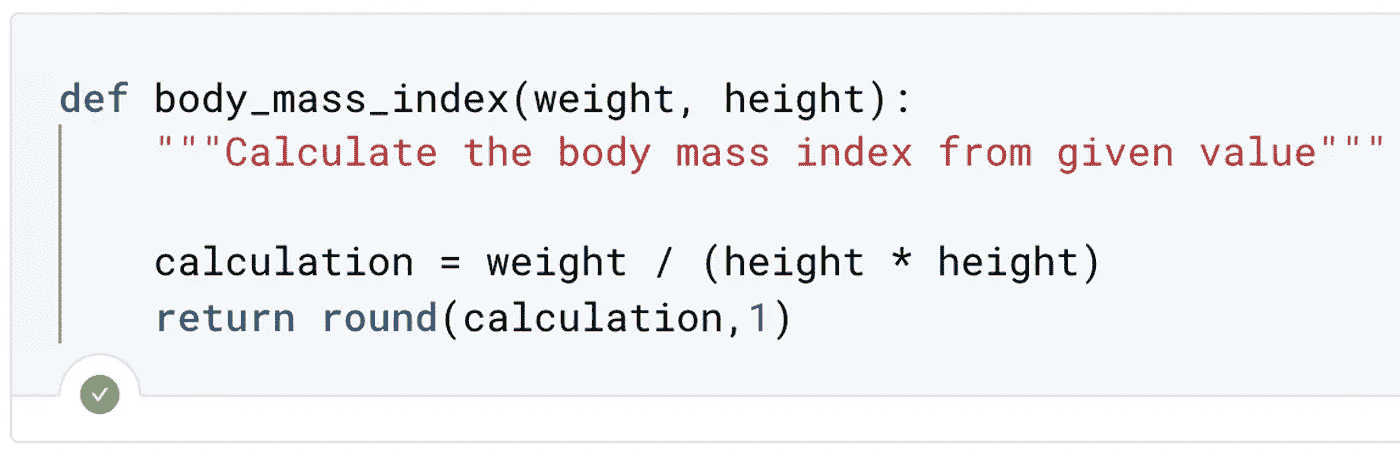 def body_mass_index(weight, height):
    """Calculate the body mass index from given value"""
    calculation = weight / (height * height)
    return round(calculation,1)